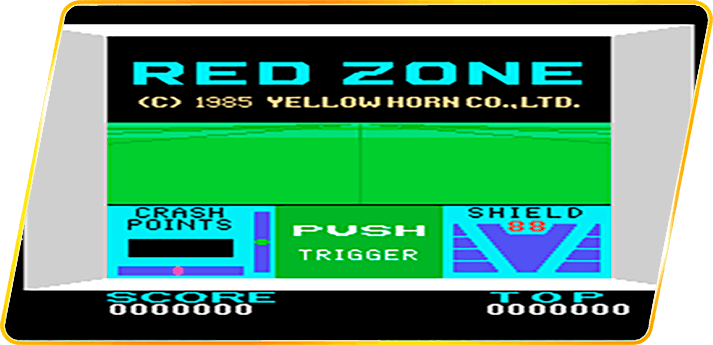 RED ZONE
(C) 1985 YELLOW HORN CO.,LTD.
CRASH
POINTS
PUSH
TRIGGER
SHIELD
88
SCORE
0000000
TOP
0000000